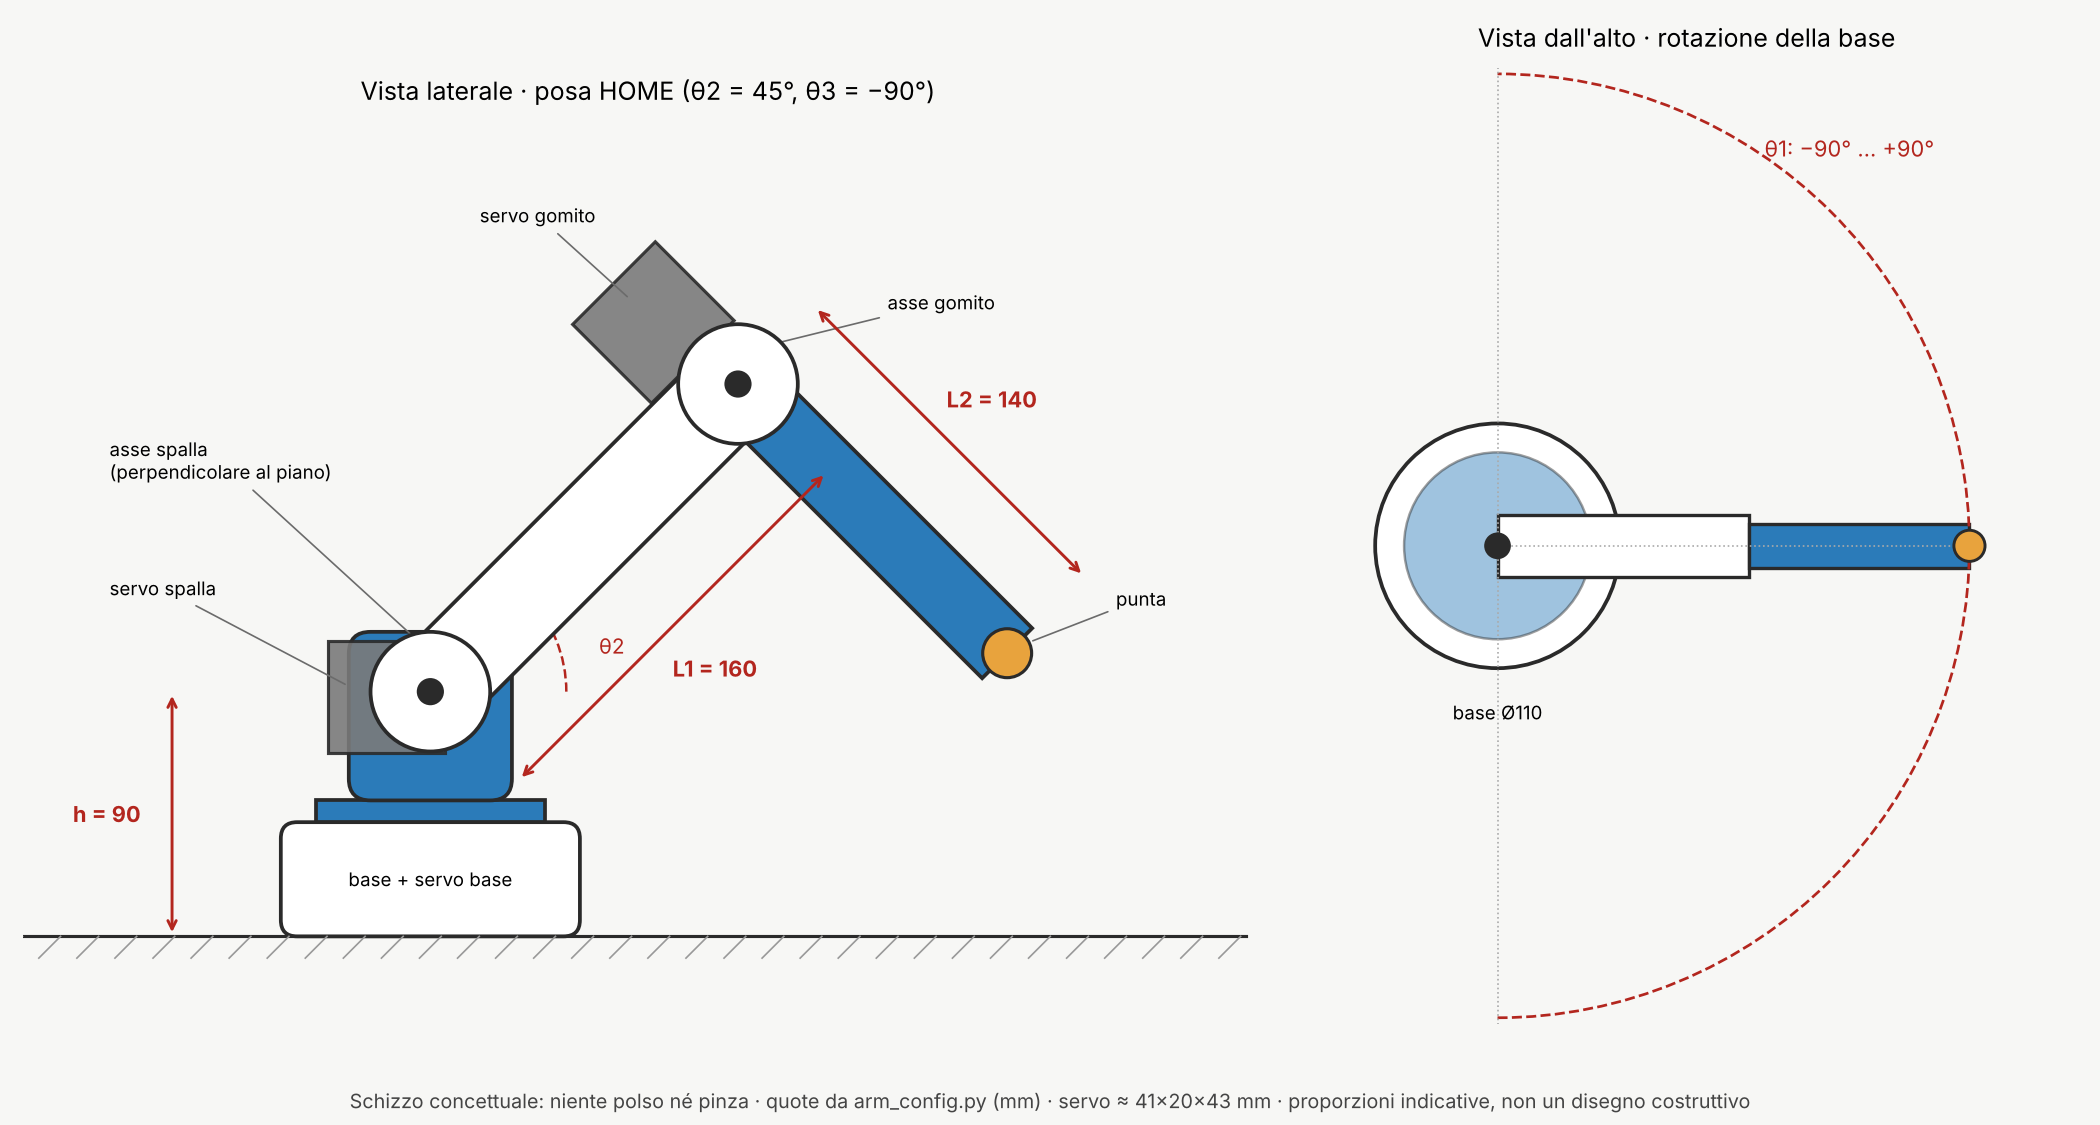 Vista laterale · posa HOME (θ2 = 45°, θ3 = −90°)
servo gomito
asse gomito
L2 = 140
asse spalla
(perpendicolare al piano)
servo spalla
θ2
L1 = 160
punta
h = 90
base + servo base
Vista dall'alto · rotazione della base
θ1: −90° … +90°
base Ø110
Schizzo concettuale: niente polso né pinza · quote da arm_config.py (mm) · servo ≈ 41×20×43 mm · proporzioni indicative, non un disegno costruttivo